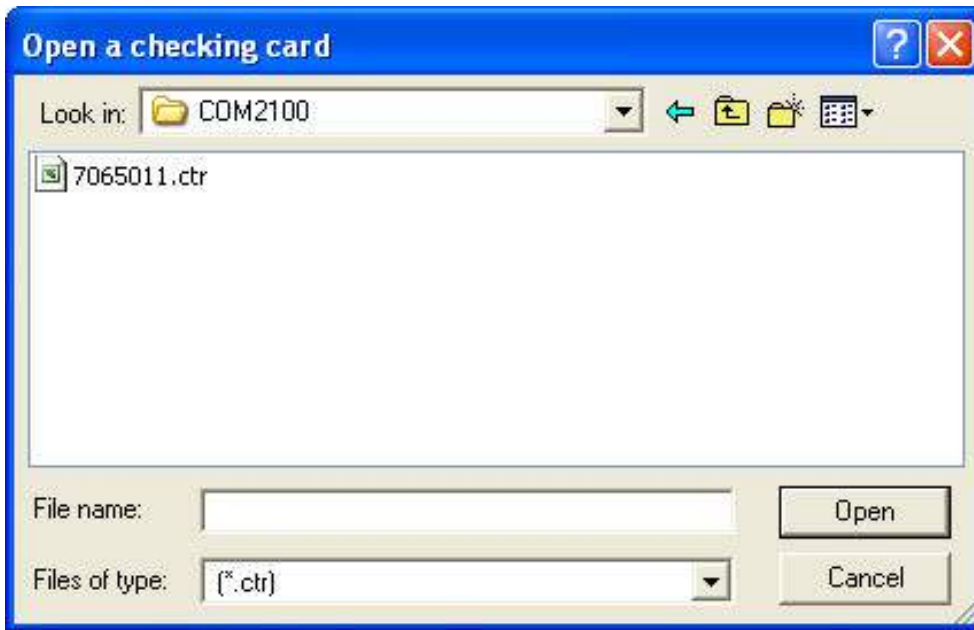 Open a checking card
?
Look in: COM2100
7065011.ctr
File name: Open
Files of type: (*.ctr) Cancel